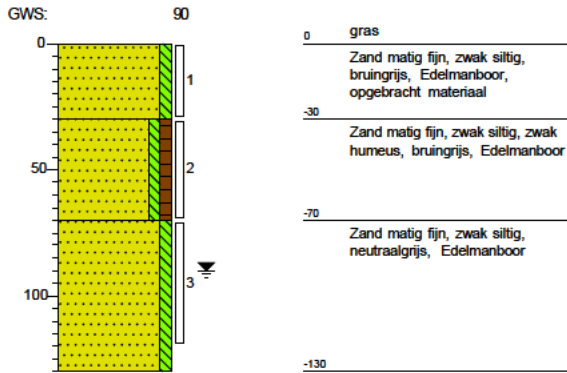 GWS: 90
0
50
100
1
2
3
0 gras
Zand matig fijn, zwak siltig,
bruingrijs, Edelmanboor,
opgebracht materiaal
-30
Zand matig fijn, zwak siltig, zwak
humeus, bruingrijs, Edelmanboor
-70
Zand matig fijn, zwak siltig,
neutraalgrijs, Edelmanboor
-130